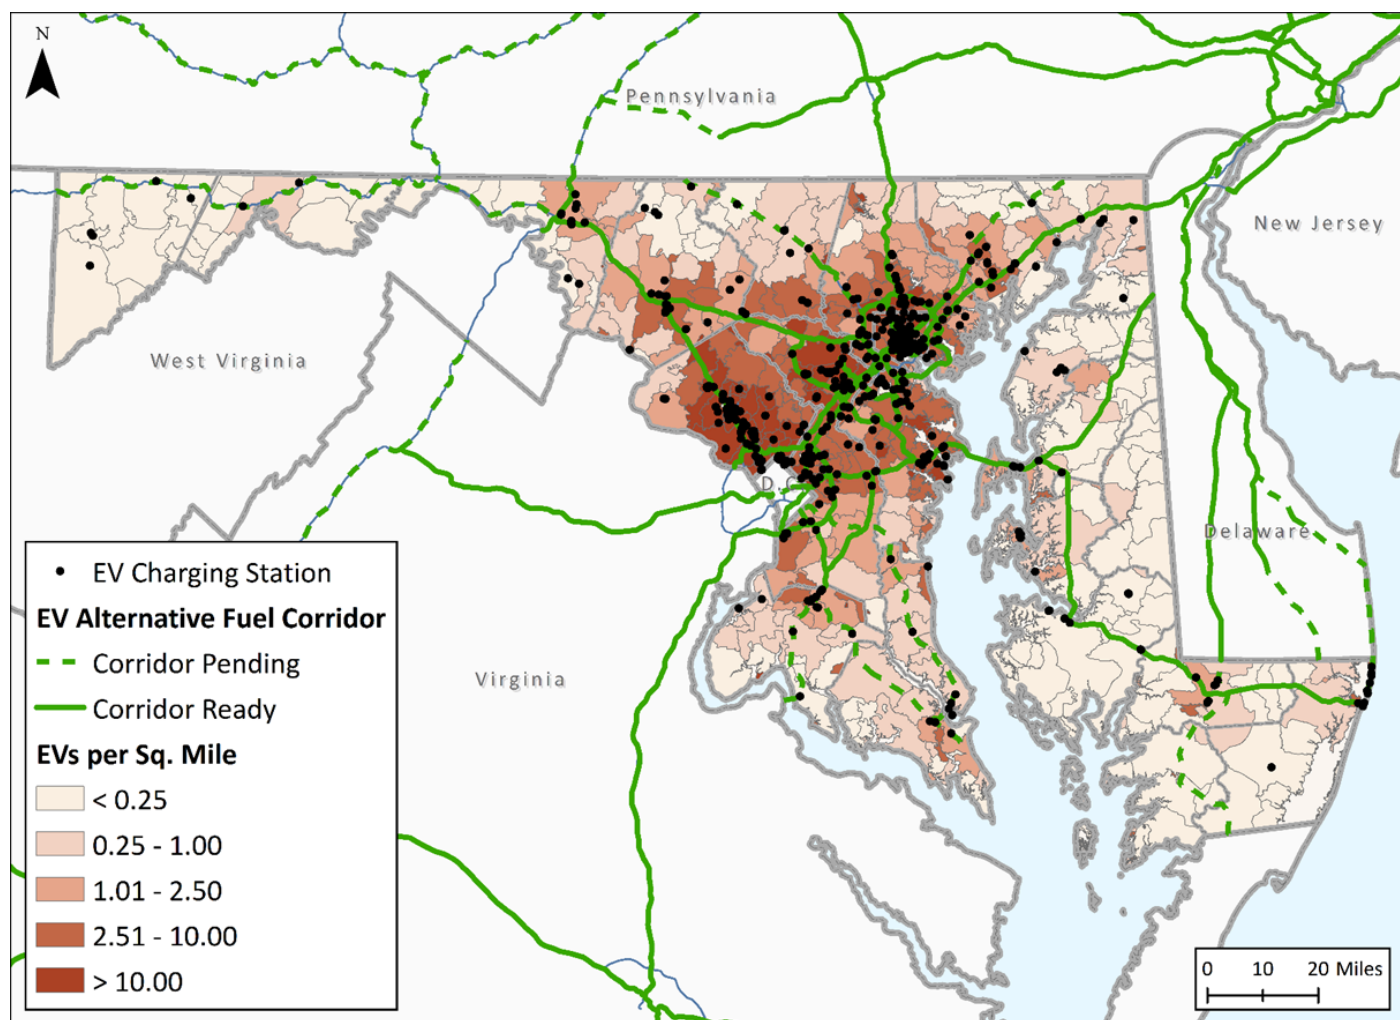 N
Pennsylvania
New Jersey
West Virginia
D.C
Delaware
Virginia
EV Charging Station
EV Alternative Fuel Corridor
Corridor Pending
Corridor Ready
EVs per Sq. Mile
< 0.25
0.25 - 1.00
1.01 - 2.50
2.51 - 10.00
> 10.00
0 10 20 Miles